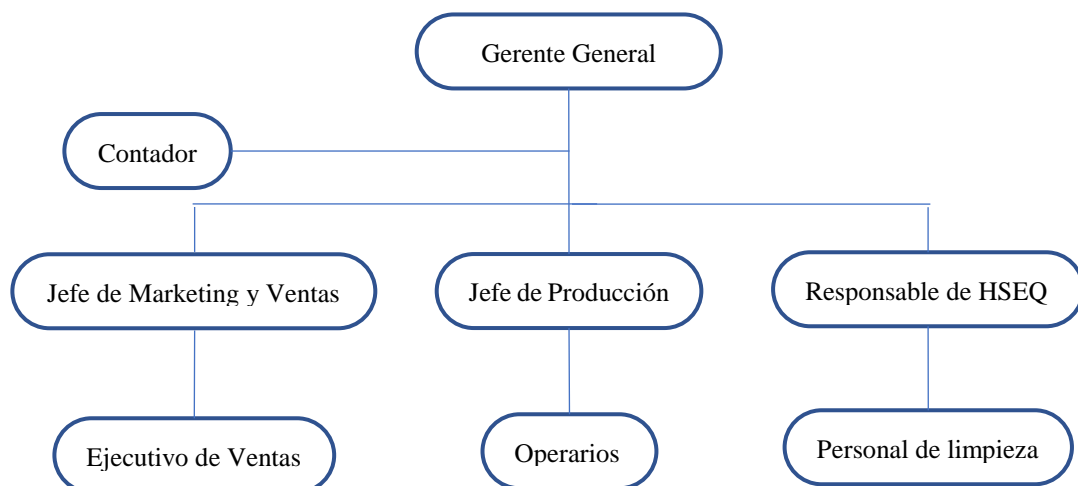 Gerente General
Contador
Jefe de Marketing y Ventas
Jefe de Producción
Responsable de HSEQ
Ejecutivo de Ventas
Operarios
Personal de limpieza